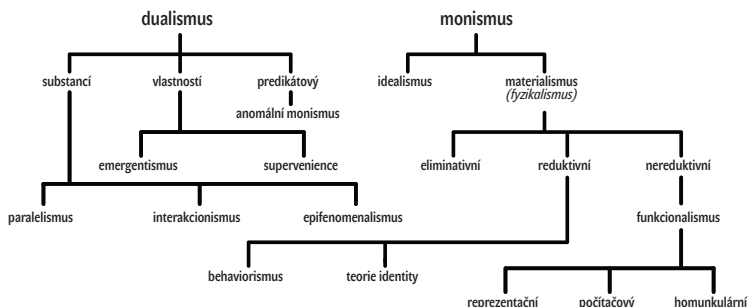 dualismus
monismus
substancí
vlastností
predikátový
idealismus
materialismus
(fyzikalismus)
anomální monismus
emergentismus
supervenience
eliminativní
reduktivní
nereduktivní
paralelismus
interakcionismus
epifenomenalismus
funkcionalismus
behaviorismus
teorie identity
reprezentační
počítačový
homunkulární